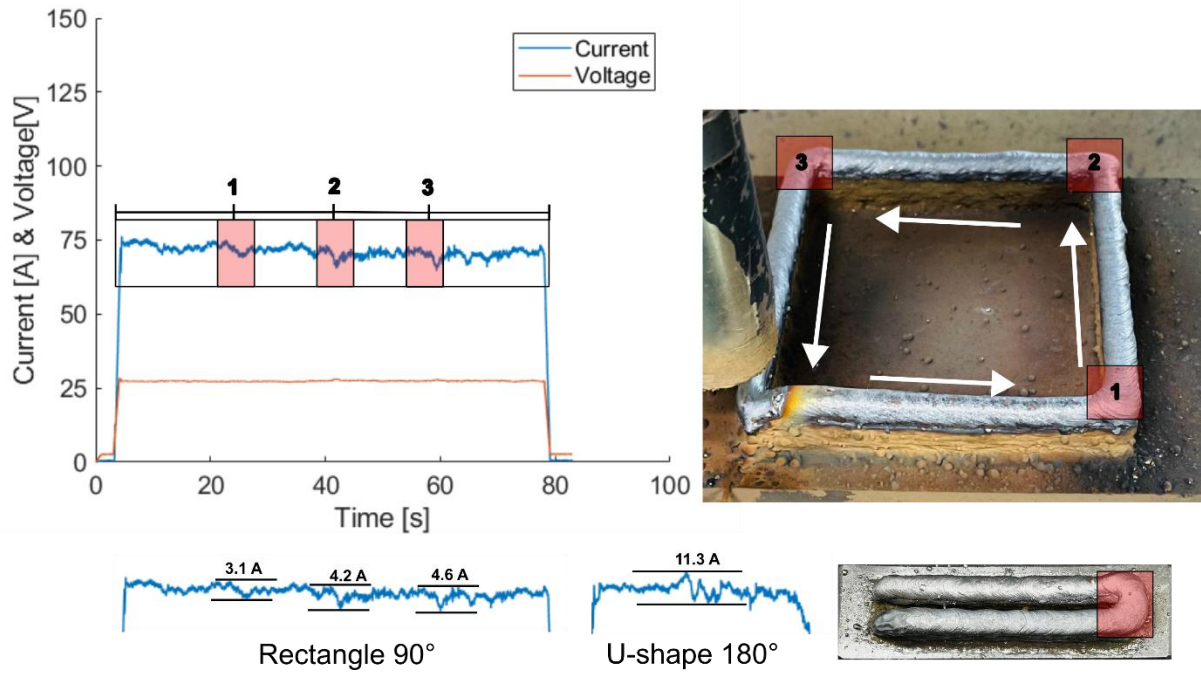 150
125
100
75
50
25
0
Current [A] & Voltage[V]
Current
Voltage
1 2 3
0 20 40 60 80 100
Time [s]
3
2
1
3.1 A
4.2 A
4.6 A
Rectangle 90°
11.3 A
U-shape 180°